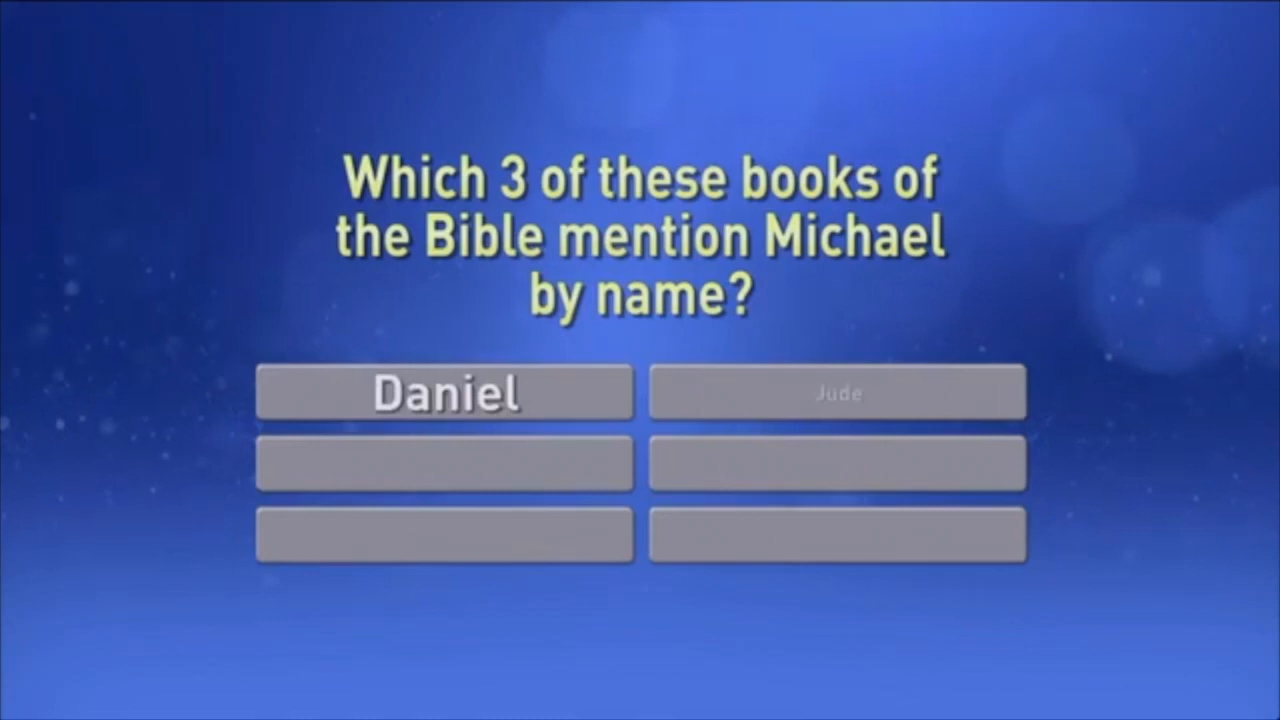 Which 3 of these books of
the Bible mention Michael
by name?
Daniel
Jude